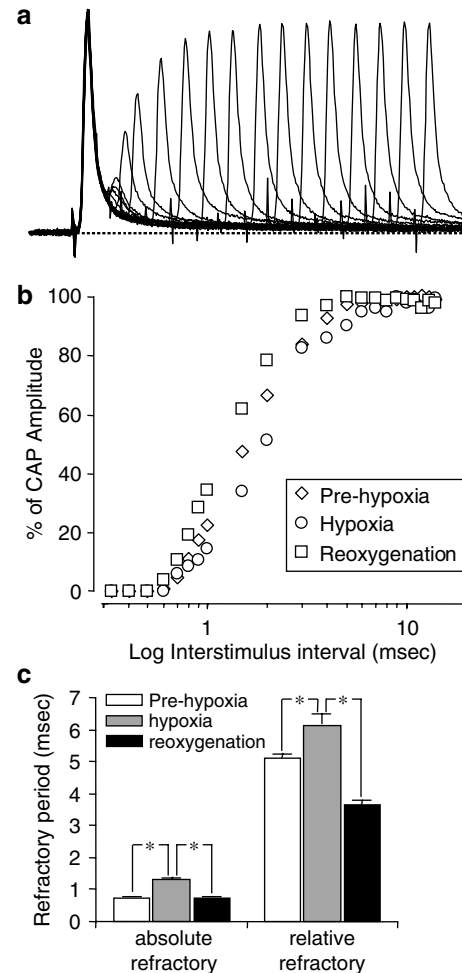 a
b
100
80
60
40
20
0
% of CAP Amplitude
Pre-hypoxia
Hypoxia
Reoxygenation
1
10
Log Interstimulus interval (msec)
c
7
6
5
4
3
2
1
0
Refractory period (msec)
Pre-hypoxia
hypoxia
reoxygenation
* *
* *
absolute
refractory
relative
refractory